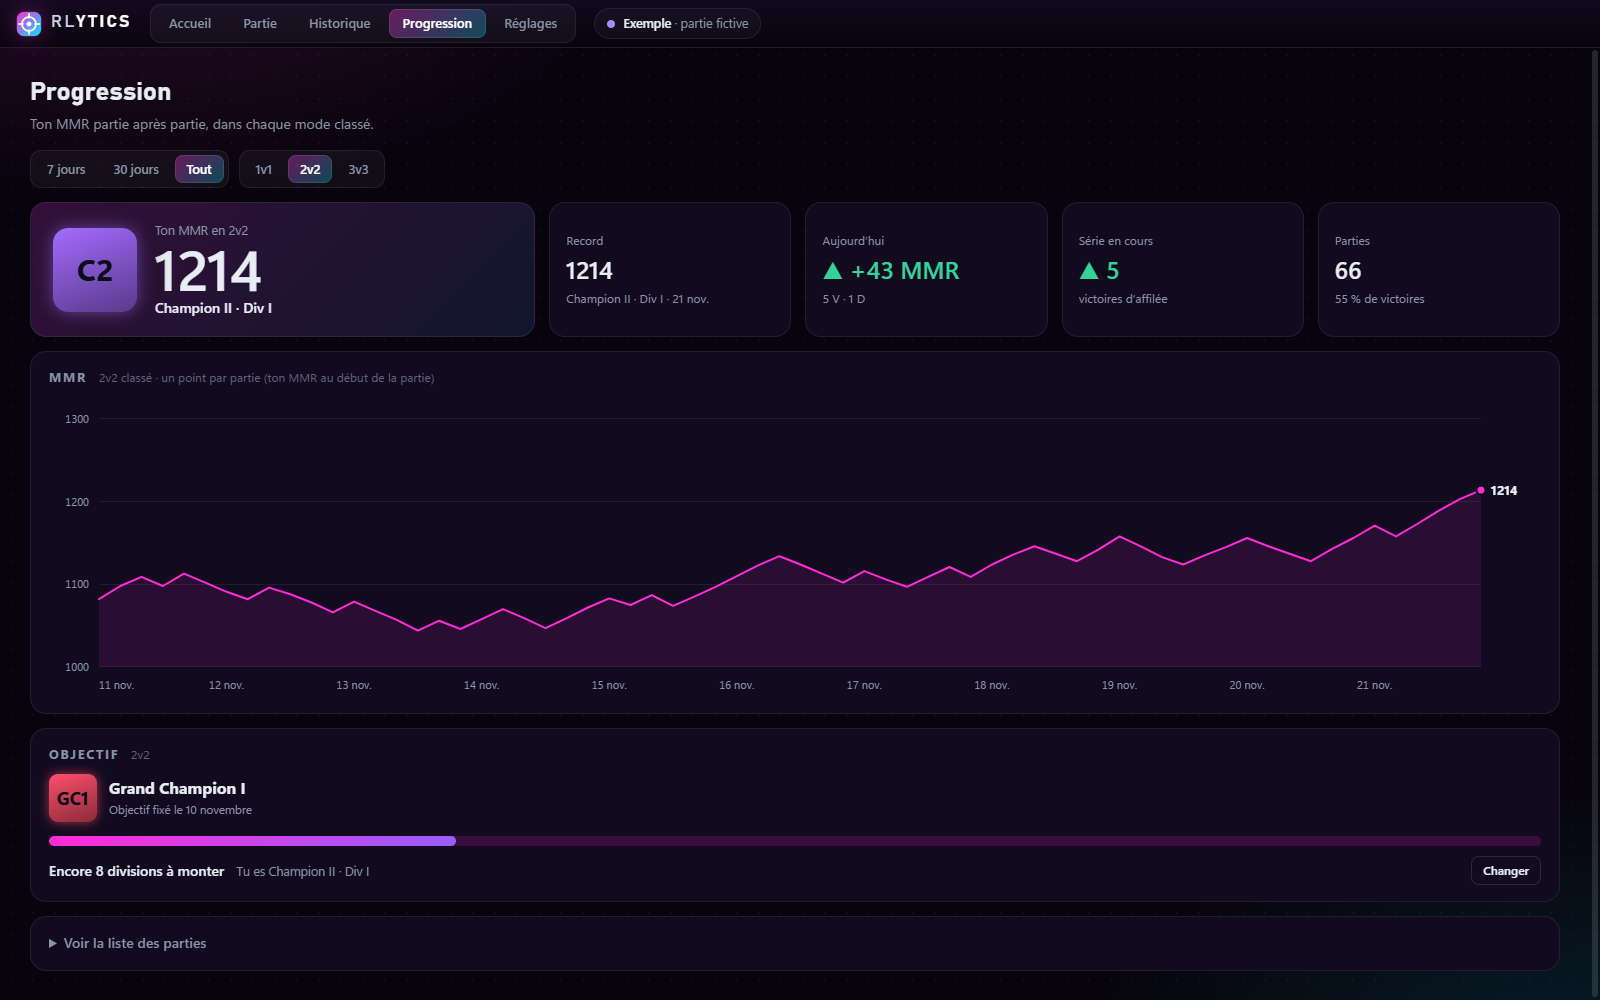 RLYTICS
Accueil Partie Historique Progression Réglages
Exemple · partie fictive
Progression
Ton MMR partie après partie, dans chaque mode classé.
7 jours 30 jours Tout 1v1 2v2 3v3
C2
Ton MMR en 2v2
1214
Champion II · Div I
Record
1214
Champion II · Div I · 21 nov.
Aujourd'hui
▲ +43 MMR
5 V · 1 D
Série en cours
▲ 5
victoires d'affilée
Parties
66
55 % de victoires
MMR 2v2 classé · un point par partie (ton MMR au début de la partie)
1300
1200
1100
1000
1214
11 nov. 12 nov. 13 nov. 14 nov. 15 nov. 16 nov. 17 nov. 18 nov. 19 nov. 20 nov. 21 nov.
OBJECTIF 2v2
GC1
Grand Champion I
Objectif fixé le 10 novembre
Encore 8 divisions à monter Tu es Champion II · Div I
Changer
▶ Voir la liste des parties